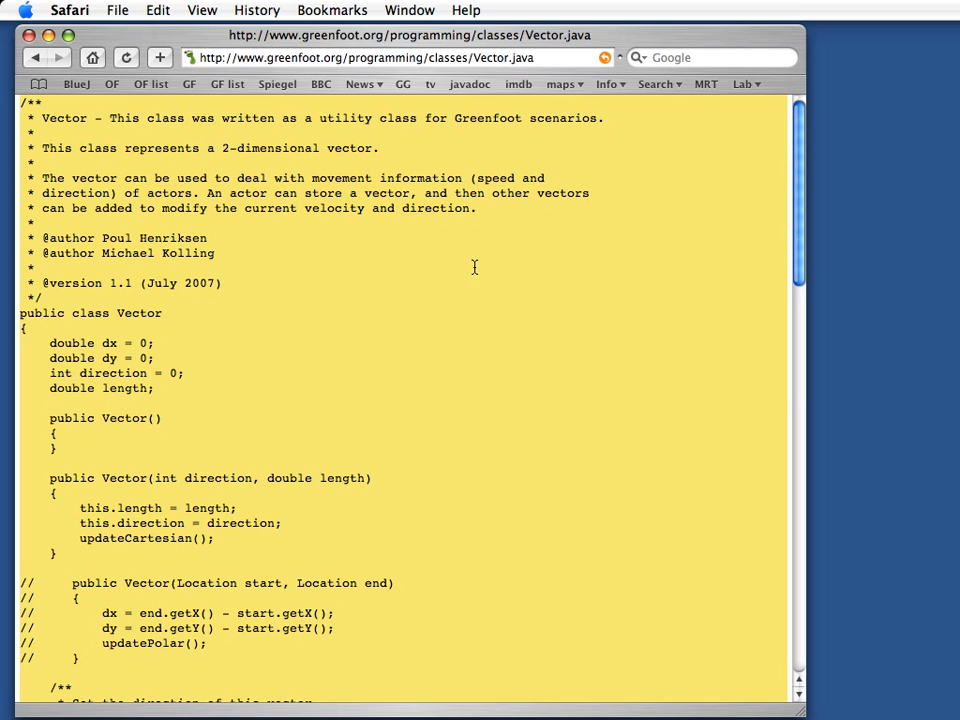 Safari File Edit View History Bookmarks Window Help
http://www.greenfoot.org/programming/classes/Vector.java
http://www.greenfoot.org/programming/classes/Vector.java Google
BlueJ OF OF list GF GF list Spiegel BBC News GG tv javadoc imdb maps Info Search MRT Lab
/**
 * Vector - This class was written as a utility class for Greenfoot scenarios.
 *
 * This class represents a 2-dimensional vector.
 *
 * The vector can be used to deal with movement information (speed and
 * direction) of actors. An actor can store a vector, and then other vectors
 * can be added to modify the current velocity and direction.
 *
 * @author Poul Henriksen
 * @author Michael Kolling
 *
 * @version 1.1 (July 2007)
 */
public class Vector
{
    double dx = 0;
    double dy = 0;
    int direction = 0;
    double length;

    public Vector()
    {
    }

    public Vector(int direction, double length)
    {
        this.length = length;
        this.direction = direction;
        updateCartesian();
    }

//     public Vector(Location start, Location end)
//     {
//         dx = end.getX() - start.getX();
//         dy = end.getY() - start.getY();
//         updatePolar();
//     }

    /**
     * Set the direction of this vector.